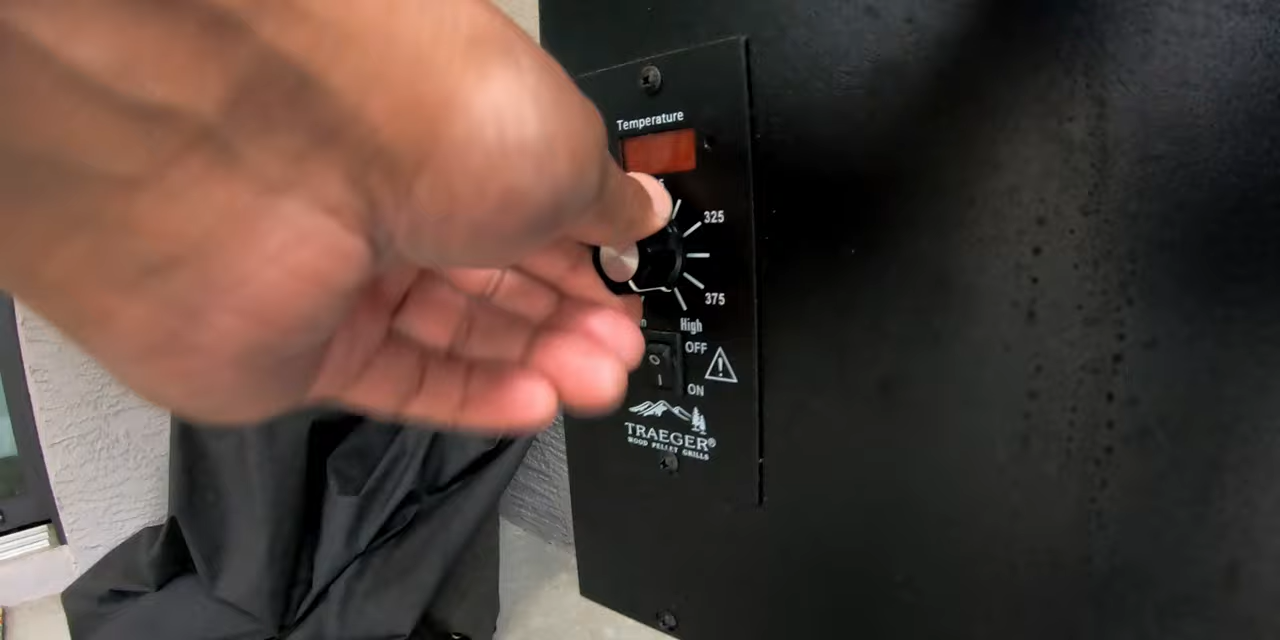 Temperature
325
375
High
OFF
ON
TRAEGER®
WOOD PELLET GRILLS